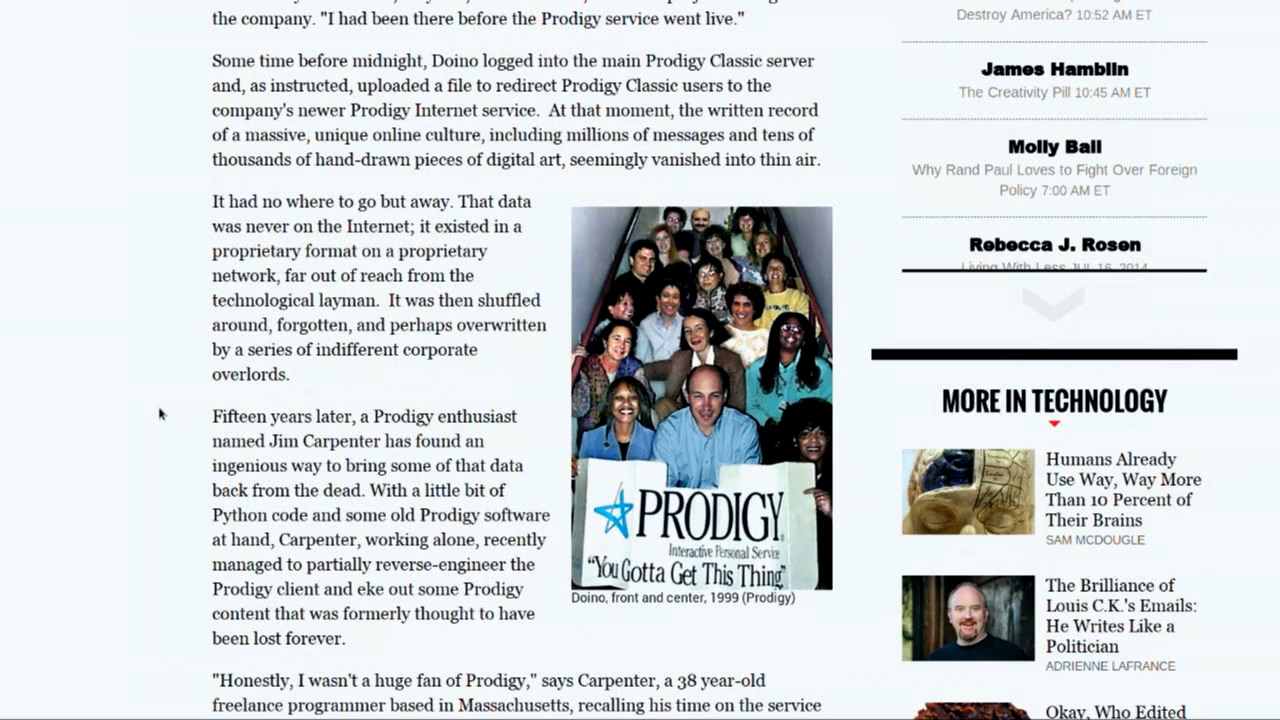 the company. "I had been there before the Prodigy service went live."
Some time before midnight, Doino logged into the main Prodigy Classic server
and, as instructed, uploaded a file to redirect Prodigy Classic users to the
company's newer Prodigy Internet service.  At that moment, the written record
of a massive, unique online culture, including millions of messages and tens of
thousands of hand-drawn pieces of digital art, seemingly vanished into thin air.
It had no where to go but away. That data
was never on the Internet; it existed in a
proprietary format on a proprietary
network, far out of reach from the
technological layman.  It was then shuffled
around, forgotten, and perhaps overwritten
by a series of indifferent corporate
overlords.
Fifteen years later, a Prodigy enthusiast
named Jim Carpenter has found an
ingenious way to bring some of that data
back from the dead. With a little bit of
Python code and some old Prodigy software
at hand, Carpenter, working alone, recently
managed to partially reverse-engineer the
Prodigy client and eke out some Prodigy
content that was formerly thought to have
been lost forever.
"Honestly, I wasn't a huge fan of Prodigy," says Carpenter, a 38 year-old
freelance programmer based in Massachusetts, recalling his time on the service
PRODIGY.
Interactive Personal Service
"You Gotta Get This Thing"
Doino, front and center, 1999 (Prodigy)
Destroy America? 10:52 AM ET
James Hamblin
The Creativity Pill 10:45 AM ET
Molly Ball
Why Rand Paul Loves to Fight Over Foreign
Policy 7:00 AM ET
Rebecca J. Rosen
Living With Less JUL 16, 2014
MORE IN TECHNOLOGY
Humans Already
Use Way, Way More
Than 10 Percent of
Their Brains
SAM MCDOUGLE
The Brilliance of
Louis C.K.'s Emails:
He Writes Like a
Politician
ADRIENNE LAFRANCE
Okay, Who Edited